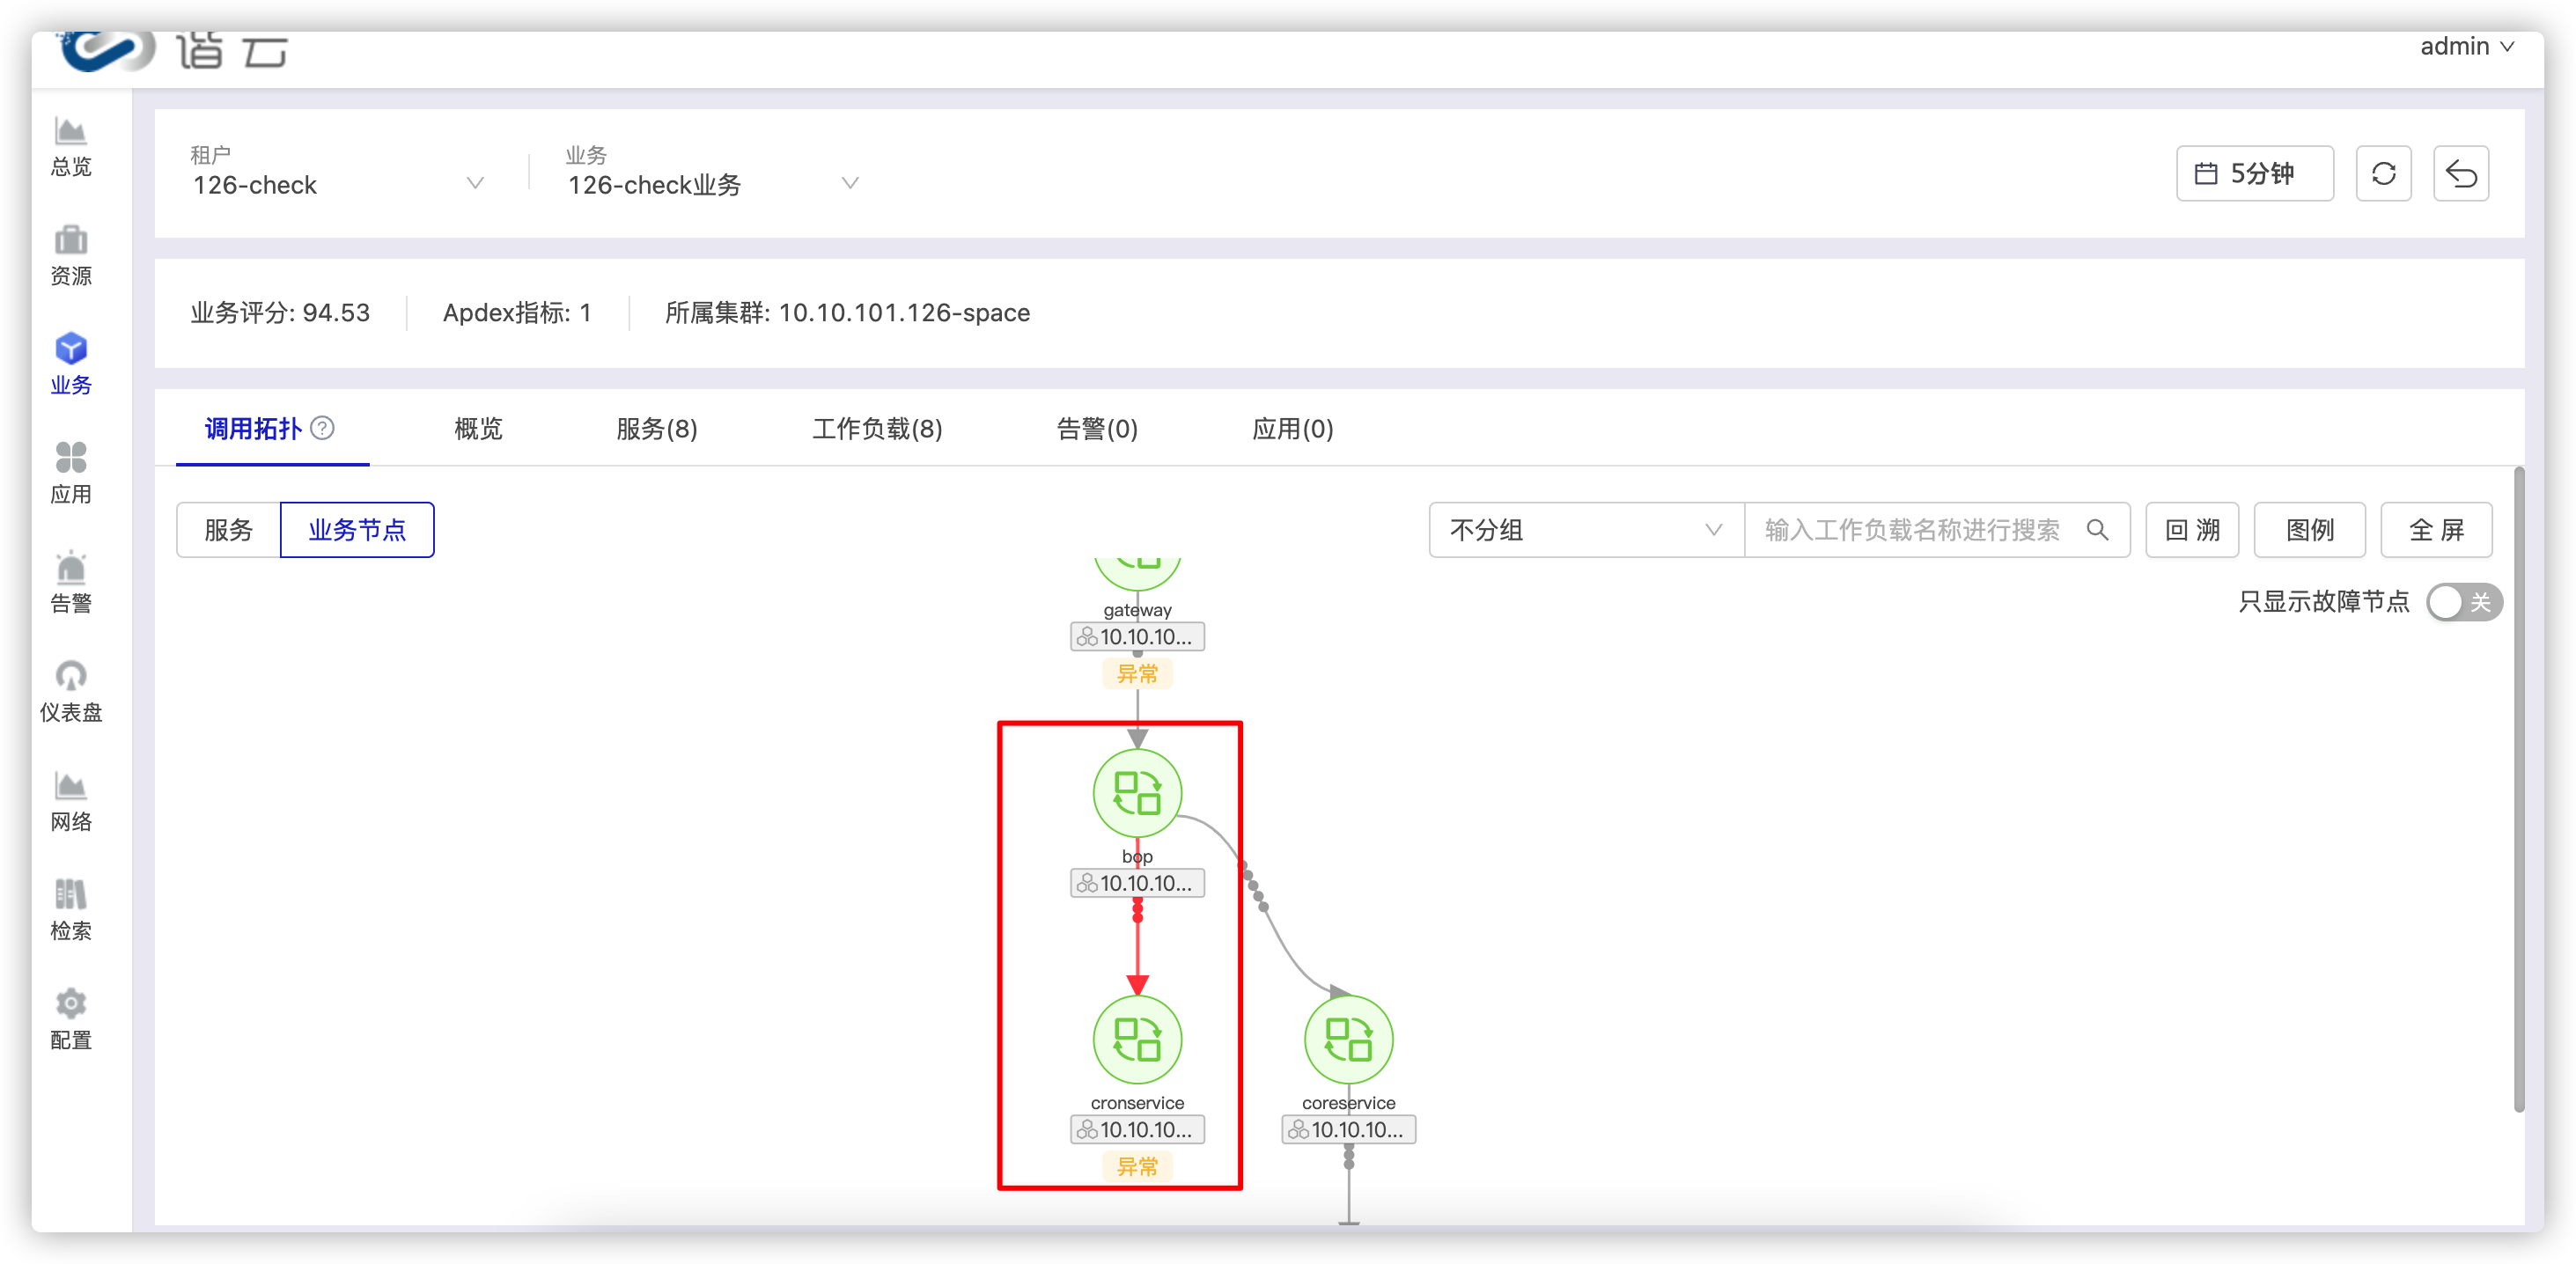 谐云
admin
总览
资源
业务
应用
告警
仪表盘
网络
检索
配置
租户
126-check
业务
126-check业务
5分钟
业务评分: 94.53
Apdex指标: 1
所属集群: 10.10.101.126-space
调用拓扑
概览
服务(8)
工作负载(8)
告警(0)
应用(0)
服务
业务节点
不分组
输入工作负载名称进行搜索
回溯
图例
全屏
只显示故障节点
关
gateway
10.10.10...
异常
bop
10.10.10...
cronservice
10.10.10...
异常
coreservice
10.10.10...